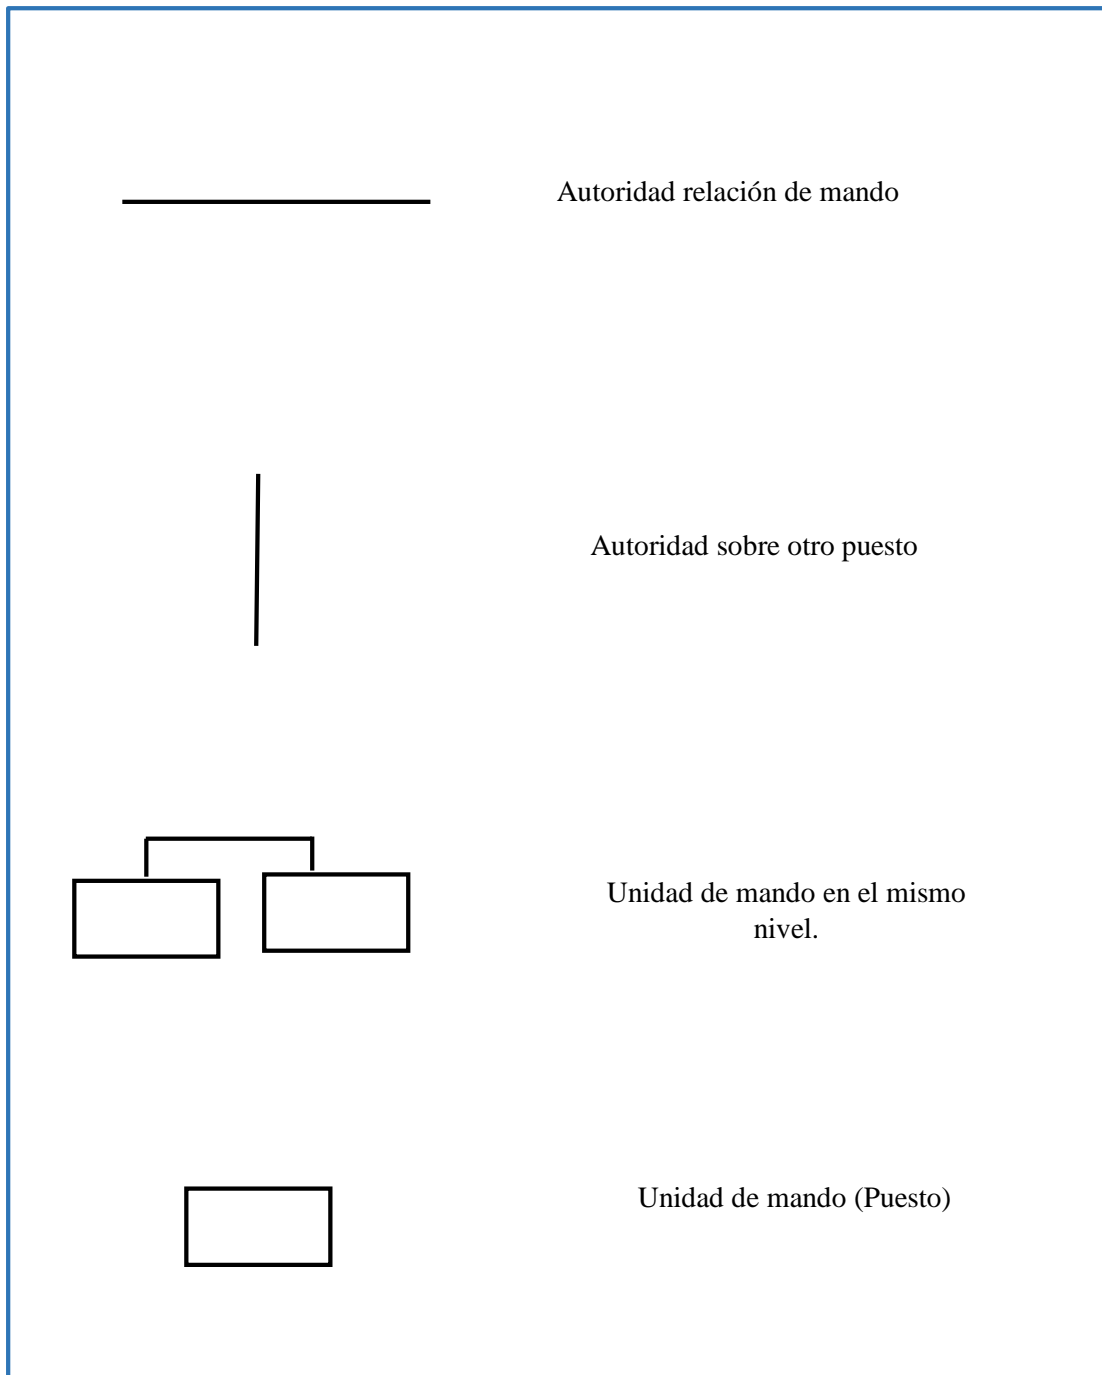 Autoridad relación de mando
Autoridad sobre otro puesto
Unidad de mando en el mismo
nivel.
Unidad de mando (Puesto)